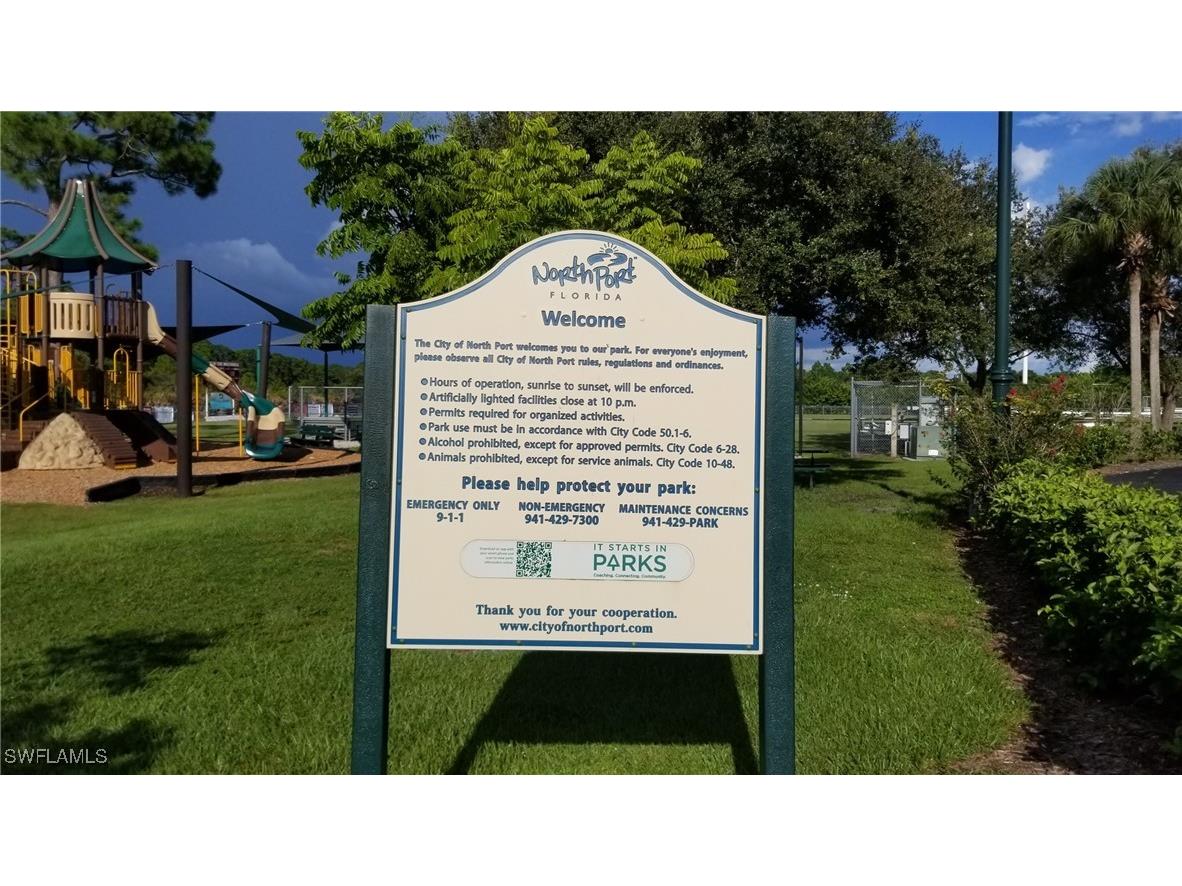 North Port
FLORIDA
Welcome
The City of North Port welcomes you to our park. For everyone's enjoyment,
please observe all City of North Port rules, regulations and ordinances.
Hours of operation, sunrise to sunset, will be enforced.
Artificially lighted facilities close at 10 p.m.
Permits required for organized activities.
Park use must be in accordance with City Code 50.1-6.
Alcohol prohibited, except for approved permits. City Code 6-28.
Animals prohibited, except for service animals. City Code 10-48.
Please help protect your park:
EMERGENCY ONLY NON-EMERGENCY MAINTENANCE CONCERNS
9-1-1 941-429-7300 941-429-PARK
IT STARTS IN
PARKS
Coaching. Connecting. Community.
Thank you for your cooperation.
www.cityofnorthport.com
SWFLAMLS